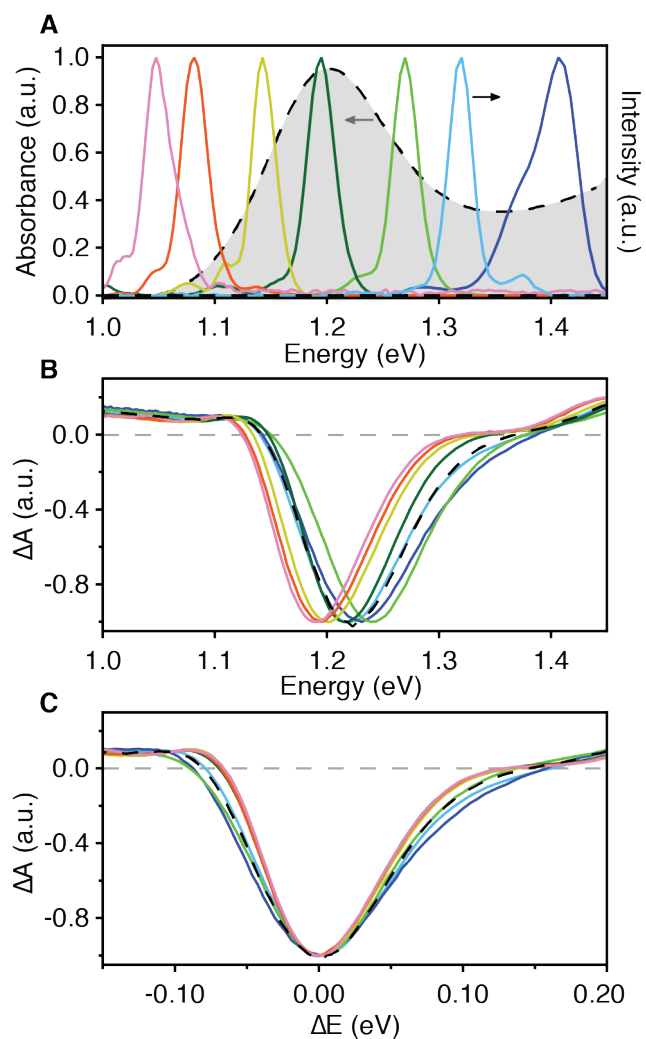 A
Absorbance (a.u.)
1.0
0.8
0.6
0.4
0.2
0.0
Intensity (a.u.)
1.0 1.1 1.2 1.3 1.4
Energy (eV)
B
ΔA (a.u.)
0.0
-0.4
-0.8
1.0 1.1 1.2 1.3 1.4
Energy (eV)
C
ΔA (a.u.)
0.0
-0.4
-0.8
-0.10 0.00 0.10 0.20
ΔE (eV)